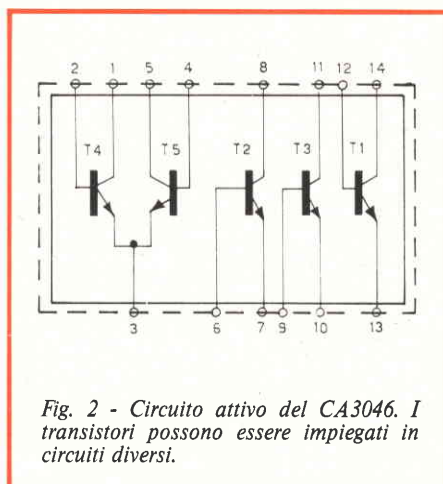 2 1 5 4 8 11 12 14
T4 T5 T2 T3 T1
3 6 7 9 10 13
Fig. 2 - Circuito attivo del CA3046. I
transistori possono essere impiegati in
circuiti diversi.